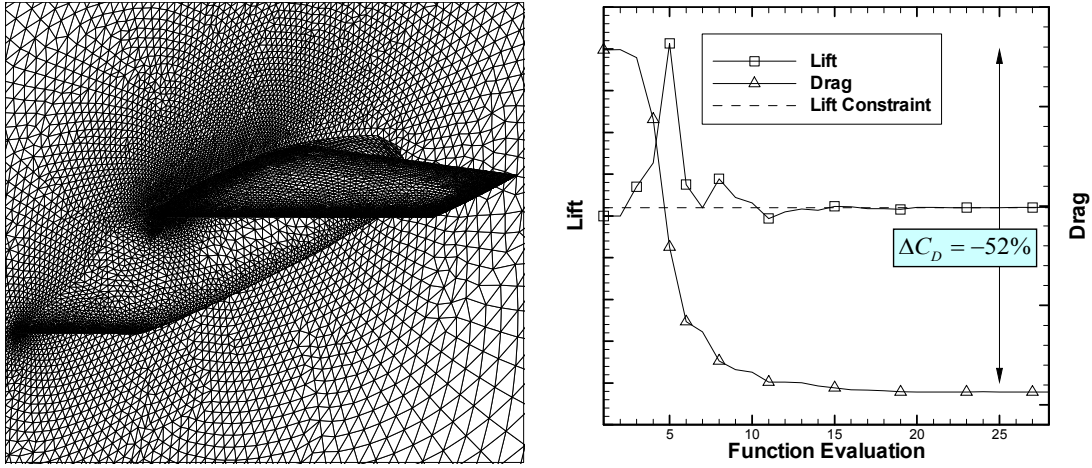 Lift
Drag
Lift Constraint
Lift
Drag
ΔC_D = −52%
5 10 15 20 25
Function Evaluation